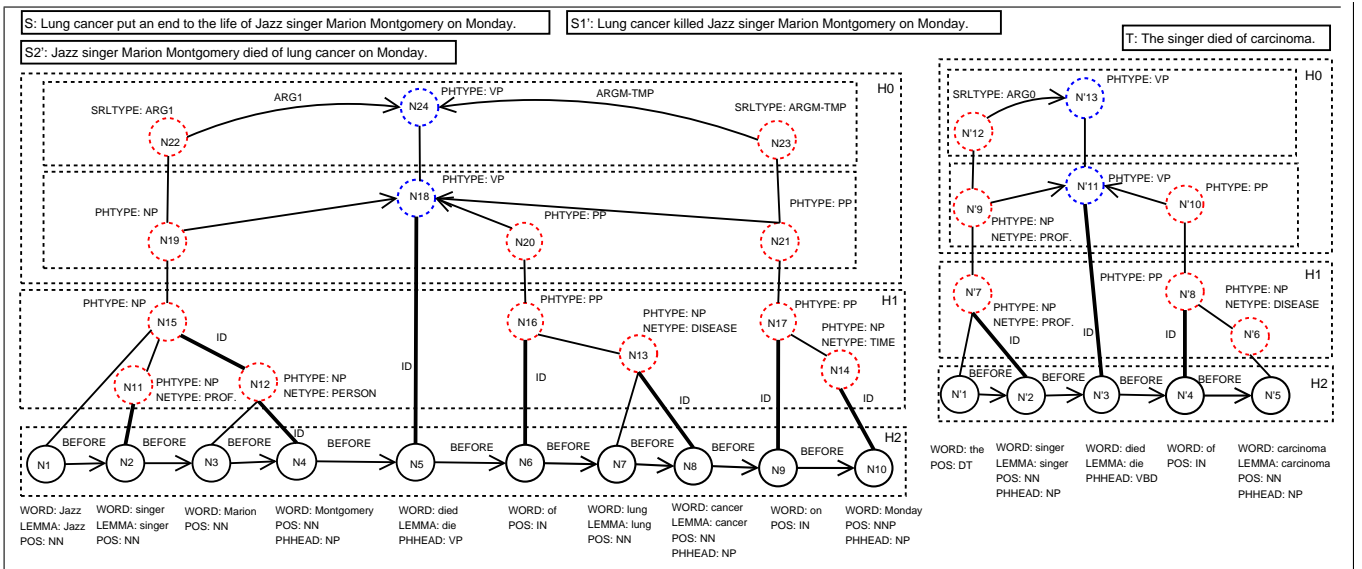 S: Lung cancer put an end to the life of Jazz singer Marion Montgomery on Monday.
S1': Lung cancer killed Jazz singer Marion Montgomery on Monday.
S2': Jazz singer Marion Montgomery died of lung cancer on Monday.
T: The singer died of carcinoma.
H0
SRLTYPE: ARG1
ARG1
N24
PHTYPE: VP
ARGM-TMP
SRLTYPE: ARGM-TMP
N22
N23
PHTYPE: NP
N18
PHTYPE: VP
PHTYPE: PP
PHTYPE: PP
N19
N20
N21
H1
PHTYPE: NP
N15
ID
PHTYPE: PP
N16
PHTYPE: NP
NETYPE: DISEASE
PHTYPE: PP
N17
PHTYPE: NP
NETYPE: TIME
N13
N14
N11
PHTYPE: NP
NETYPE: PROF.
N12
PHTYPE: NP
NETYPE: PERSON
ID
ID
ID
ID
ID
ID
H2
N1
BEFORE
N2
BEFORE
N3
BEFORE
N4
BEFORE
N5
BEFORE
N6
BEFORE
N7
BEFORE
N8
BEFORE
N9
BEFORE
N10
WORD: Jazz
LEMMA: Jazz
POS: NN
WORD: singer
LEMMA: singer
POS: NN
WORD: Marion
POS: NN
WORD: Montgomery
POS: NN
PHHEAD: NP
WORD: died
LEMMA: die
PHHEAD: VP
WORD: of
POS: IN
WORD: lung
LEMMA: lung
POS: NN
WORD: cancer
LEMMA: cancer
POS: NN
PHHEAD: NP
WORD: on
POS: IN
WORD: Monday
POS: NNP
PHHEAD: NP
H0
SRLTYPE: ARG0
N'13
PHTYPE: VP
N'12
N'11
PHTYPE: VP
PHTYPE: PP
N'9
N'10
PHTYPE: NP
NETYPE: PROF.
H1
N'7
PHTYPE: NP
NETYPE: PROF.
PHTYPE: PP
N'8
PHTYPE: NP
NETYPE: DISEASE
N'6
ID
ID
ID
H2
N'1
BEFORE
N'2
BEFORE
N'3
BEFORE
N'4
BEFORE
N'5
WORD: the
POS: DT
WORD: singer
LEMMA: singer
POS: NN
PHHEAD: NP
WORD: died
LEMMA: die
PHHEAD: VBD
WORD: of
POS: IN
WORD: carcinoma
LEMMA: carcinoma
POS: NN
PHHEAD: NP